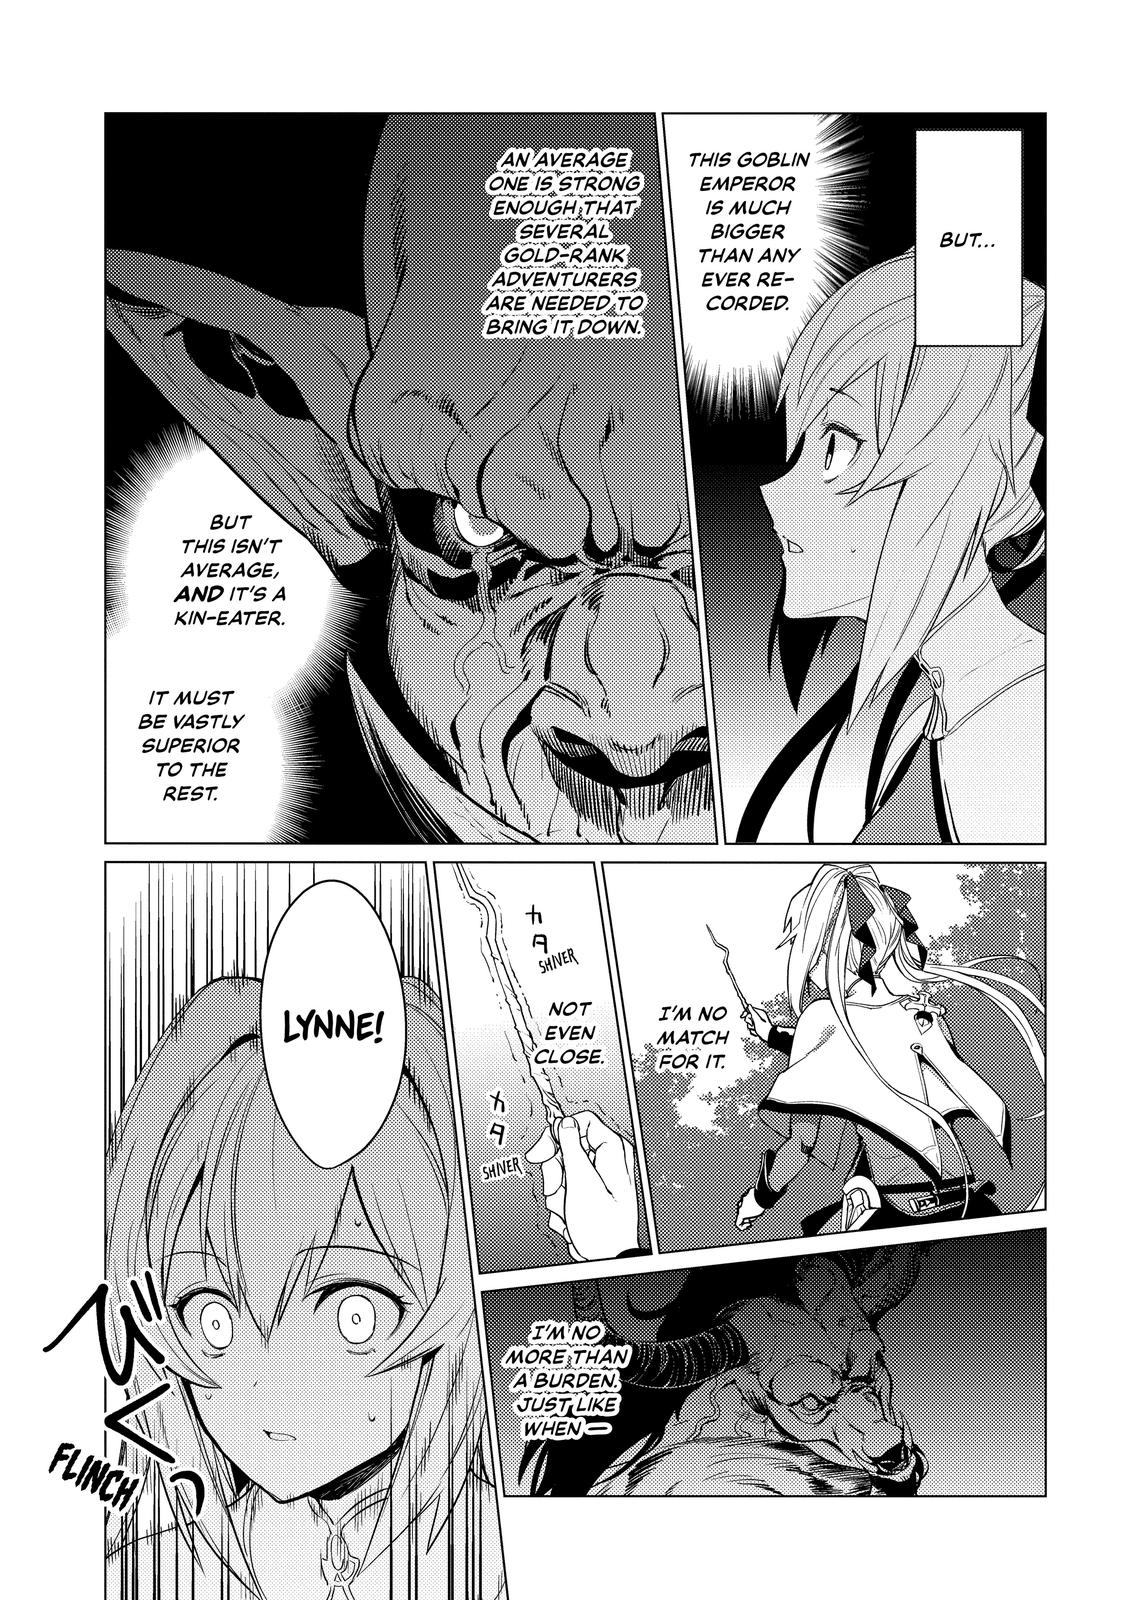 BUT...
THIS GOBLIN
EMPEROR
IS MUCH
BIGGER
THAN ANY
EVER RE-
CORDED.
AN AVERAGE
ONE IS STRONG
ENOUGH THAT
SEVERAL
GOLD-RANK
ADVENTURERS
ARE NEEDED TO
BRING IT DOWN.
BUT
THIS ISN'T
AVERAGE,
AND IT'S A
KIN-EATER.
IT MUST
BE VASTLY
SUPERIOR
TO THE
REST.
I'M NO
MATCH
FOR IT.
カタ
SHIVER
NOT
EVEN
CLOSE.
カタ
SHIVER
I'M NO
MORE THAN
A BURDEN.
JUST LIKE
WHEN —
LYNNE!
びくっ
FLINCH